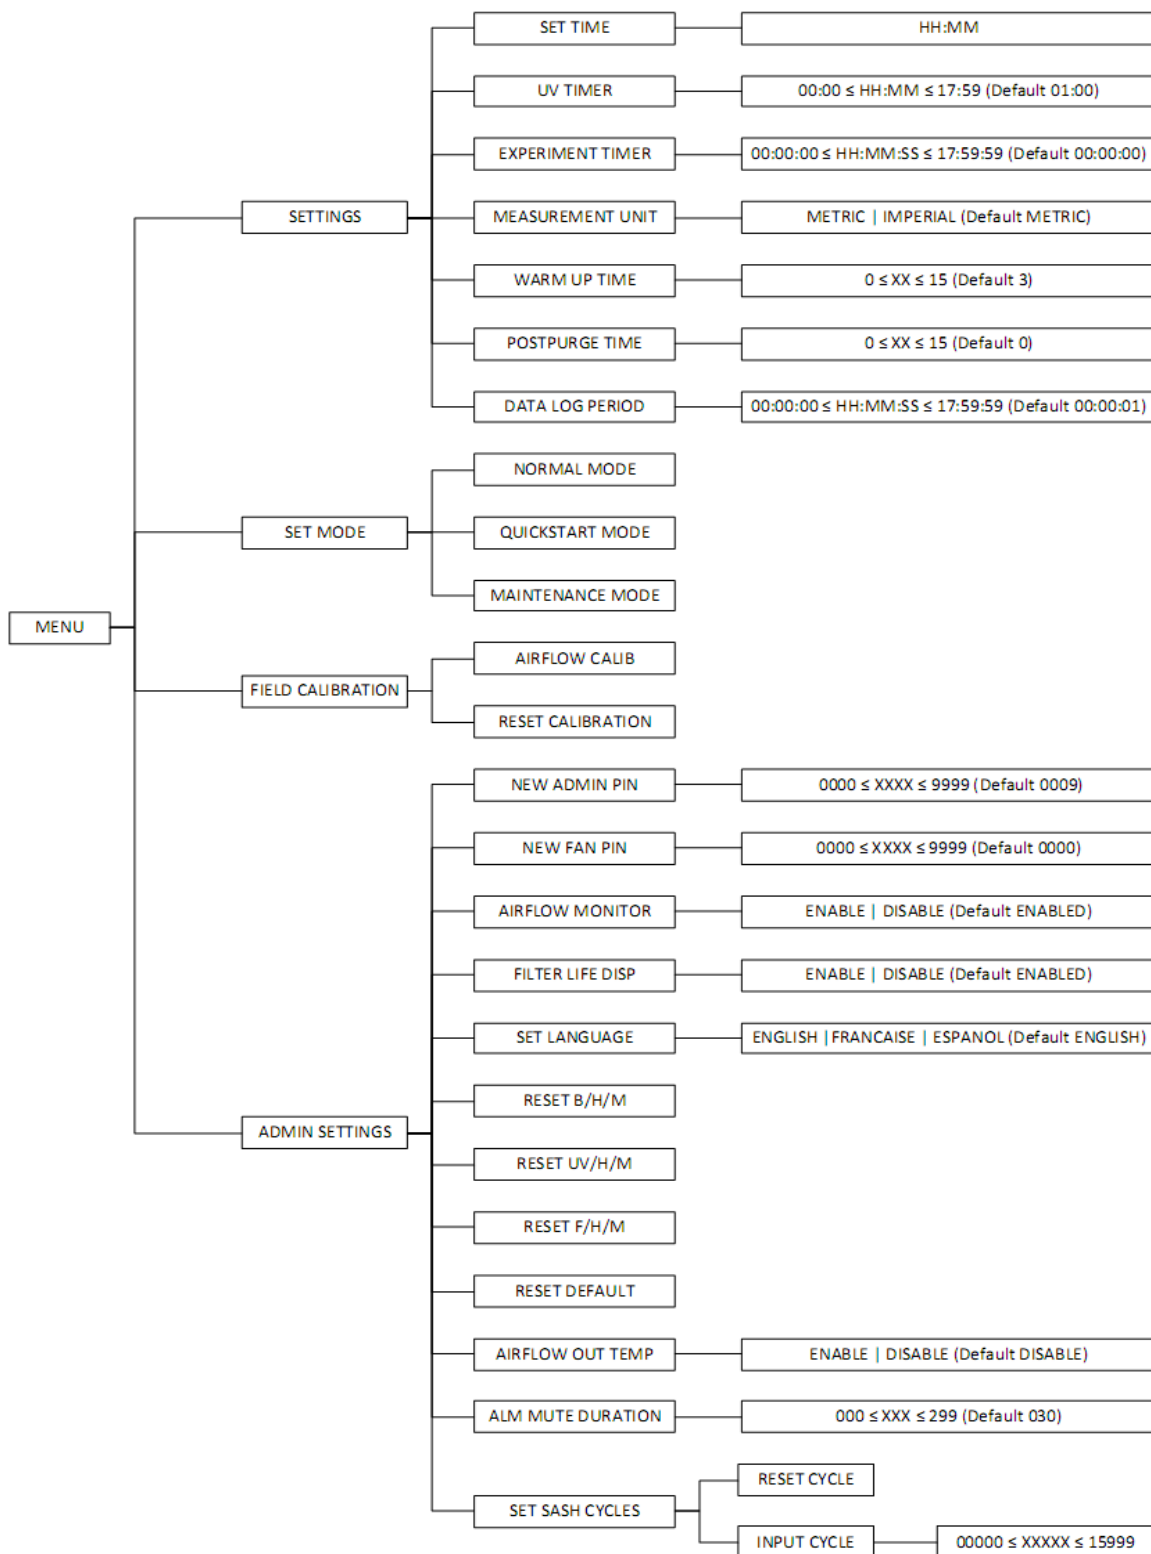 SET TIME
HH:MM
UV TIMER
00:00 ≤ HH:MM ≤ 17:59 (Default 01:00)
EXPERIMENT TIMER
00:00:00 ≤ HH:MM:SS ≤ 17:59:59 (Default 00:00:00)
SETTINGS
MEASUREMENT UNIT
METRIC | IMPERIAL (Default METRIC)
WARM UP TIME
0 ≤ XX ≤ 15 (Default 3)
POSTPURGE TIME
0 ≤ XX ≤ 15 (Default 0)
DATA LOG PERIOD
00:00:00 ≤ HH:MM:SS ≤ 17:59:59 (Default 00:00:01)
NORMAL MODE
SET MODE
QUICKSTART MODE
MAINTENANCE MODE
MENU
AIRFLOW CALIB
FIELD CALIBRATION
RESET CALIBRATION
NEW ADMIN PIN
0000 ≤ XXXX ≤ 9999 (Default 0009)
NEW FAN PIN
0000 ≤ XXXX ≤ 9999 (Default 0000)
AIRFLOW MONITOR
ENABLE | DISABLE (Default ENABLED)
FILTER LIFE DISP
ENABLE | DISABLE (Default ENABLED)
SET LANGUAGE
ENGLISH | FRANCAISE | ESPANOL (Default ENGLISH)
RESET B/H/M
ADMIN SETTINGS
RESET UV/H/M
RESET F/H/M
RESET DEFAULT
AIRFLOW OUT TEMP
ENABLE | DISABLE (Default DISABLE)
ALM MUTE DURATION
000 ≤ XXX ≤ 299 (Default 030)
RESET CYCLE
SET SASH CYCLES
INPUT CYCLE
00000 ≤ XXXXX ≤ 15999